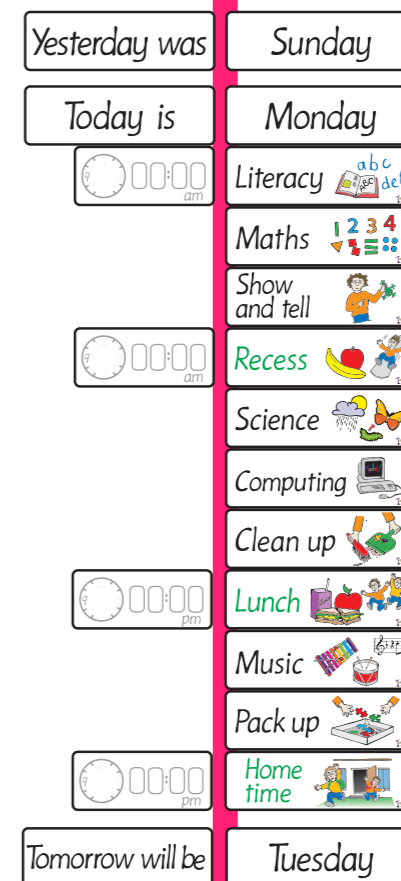 Yesterday was Sunday
Today is Monday
00:00 am Literacy abc def
Maths 1 2 3 4
Show
and tell
00:00 am Recess
Science
Computing
Clean up
00:00 pm Lunch
Music
Pack up
00:00 pm Home
time
Tomorrow will be Tuesday